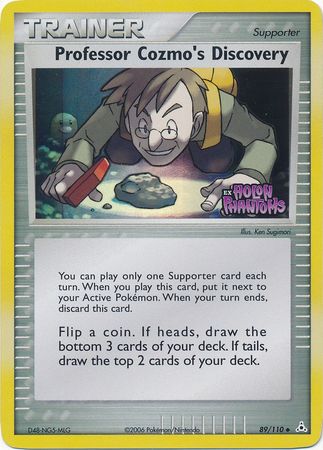 TRAINER
Supporter
Professor Cozmo's Discovery
EX HOLON
PHANTOMS
Illus. Ken Sugimori
You can play only one Supporter card each
turn. When you play this card, put it next to
your Active Pokémon. When your turn ends,
discard this card.
Flip a coin. If heads, draw the
bottom 3 cards of your deck. If tails,
draw the top 2 cards of your deck.
D48-NG5-MLG
©2006 Pokémon/Nintendo
89/110